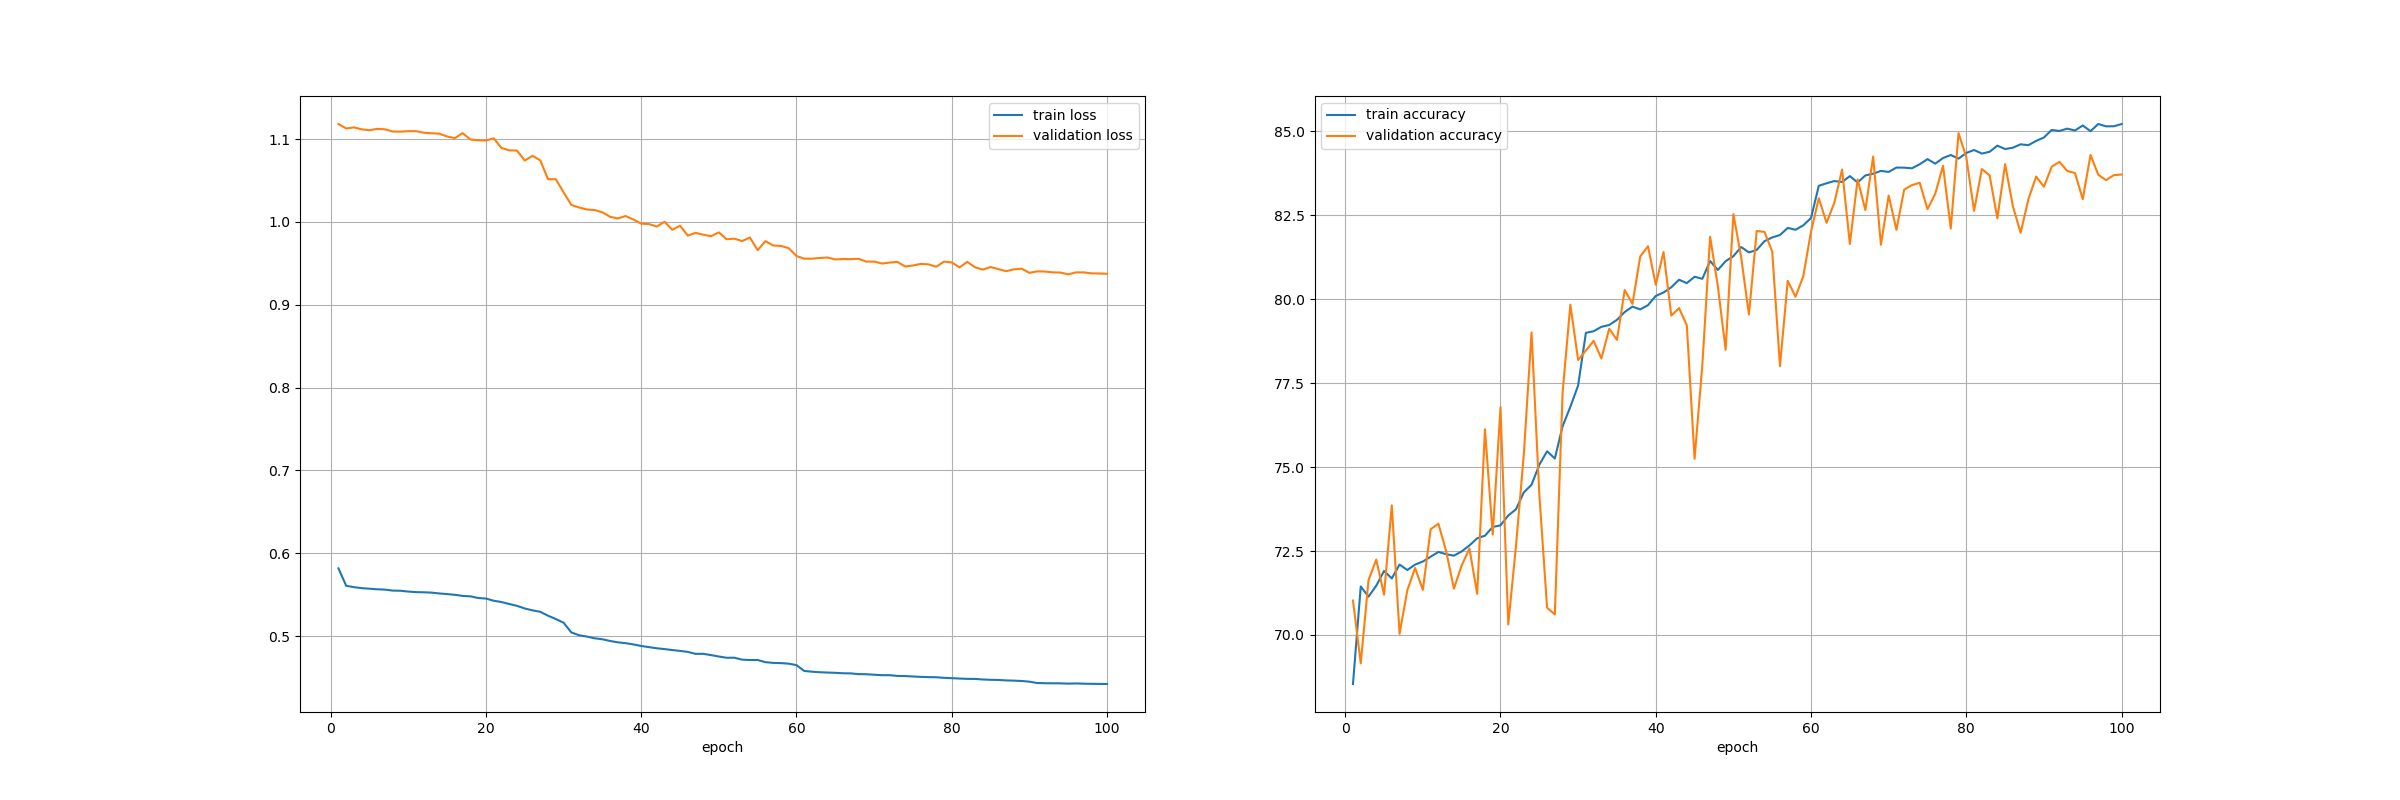 train loss
validation loss
1.1
1.0
0.9
0.8
0.7
0.6
0.5
0 20 40 60 80 100
epoch
train accuracy
validation accuracy
85.0
82.5
80.0
77.5
75.0
72.5
70.0
0 20 40 60 80 100
epoch